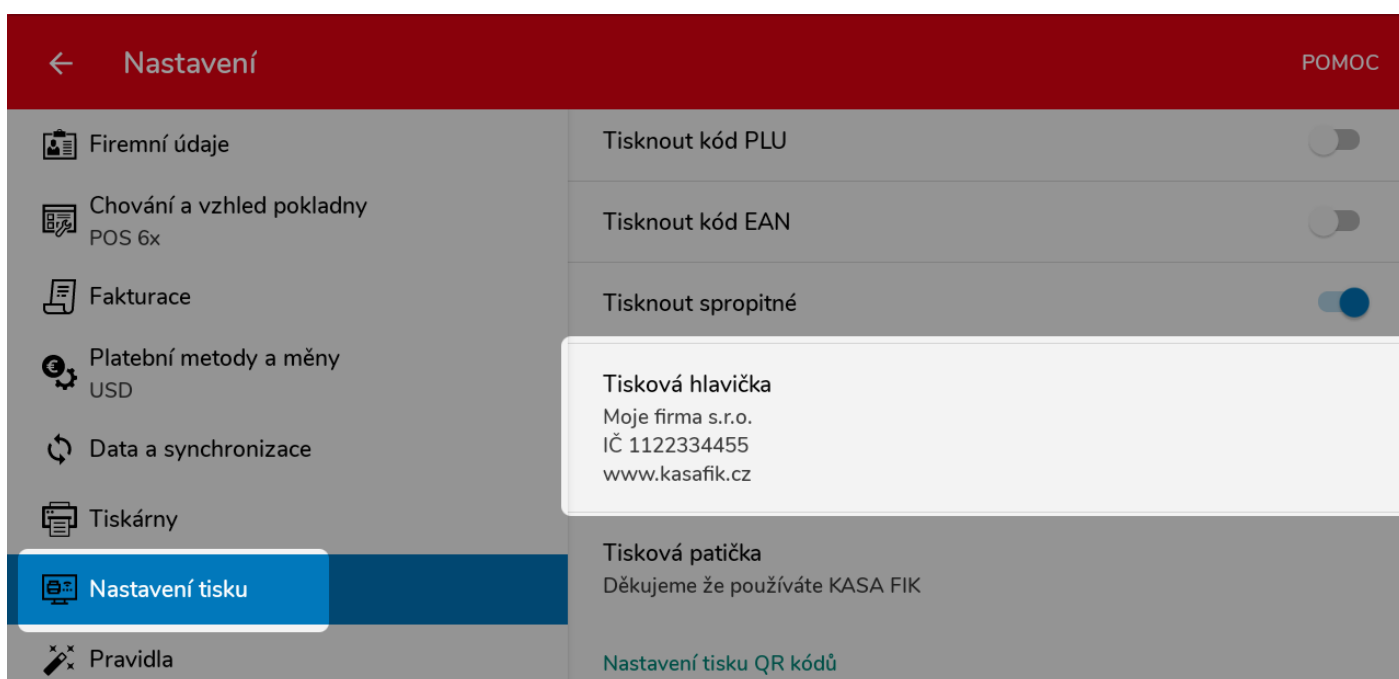 Nastavení
POMOC
Firemní údaje
Chování a vzhled pokladny
POS 6x
Fakturace
Platební metody a měny
USD
Data a synchronizace
Tiskárny
Nastavení tisku
Pravidla
Tisknout kód PLU
Tisknout kód EAN
Tisknout spropitné
Tisková hlavička
Moje firma s.r.o.
IČ 1122334455
www.kasafik.cz
Tisková patička
Děkujeme že používáte KASA FIK
Nastavení tisku QR kódů